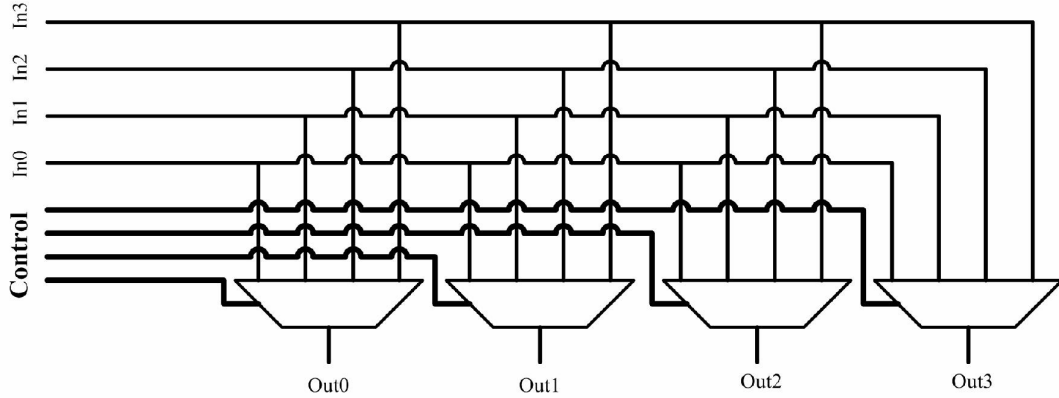 In3
In2
In1
In0
Control
Out0
Out1
Out2
Out3